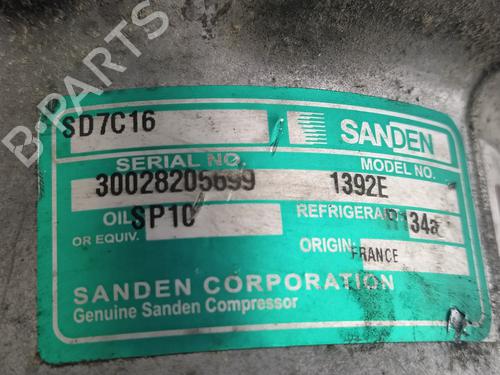 SD7C16
SANDEN
SERIAL NO.
MODEL NO.
30028205699
1392E
OIL
OR EQUIV.
SP10
REFRIGERANT
R134a
ORIGIN
FRANCE
SANDEN CORPORATION
Genuine Sanden Compressor
B-PARTS